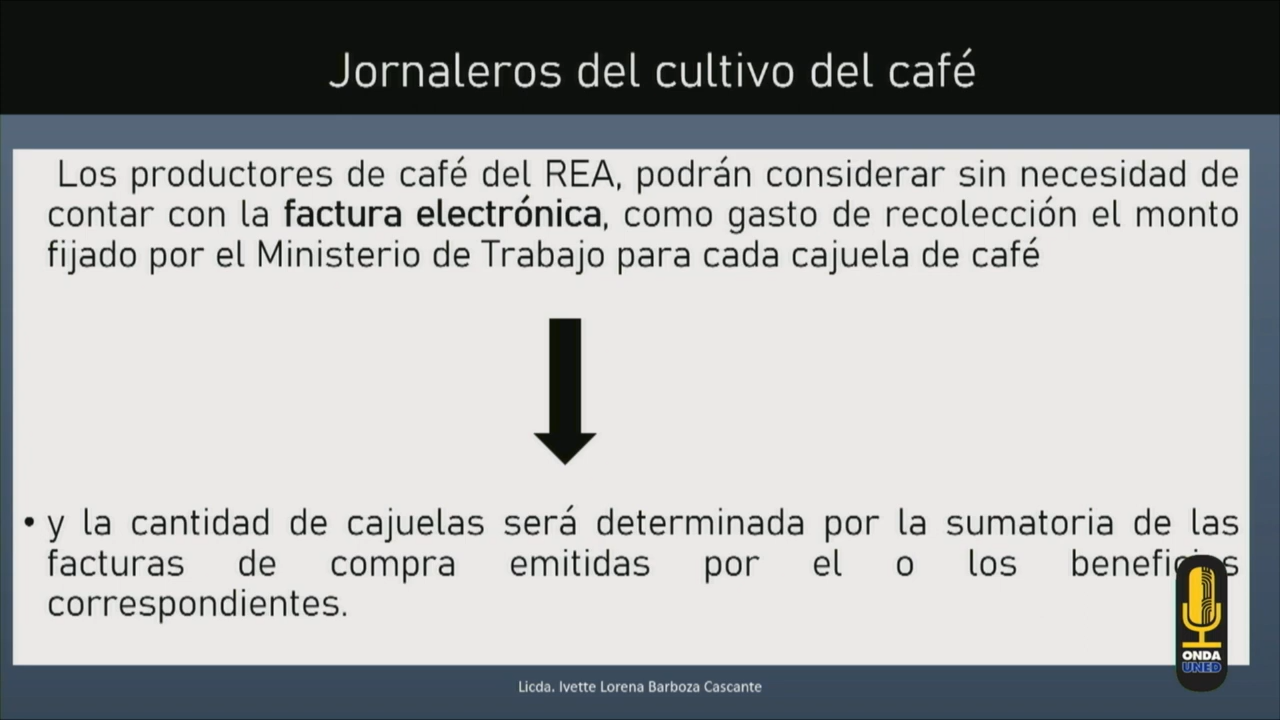 Jornaleros del cultivo del café
Los productores de café del REA, podrán considerar sin necesidad de
contar con la factura electrónica, como gasto de recolección el monto
fijado por el Ministerio de Trabajo para cada cajuela de café
• y la cantidad de cajuelas será determinada por la sumatoria de las
facturas de compra emitidas por el o los
correspondientes.
ONDA
UNED
Licda. Ivette Lorena Barboza Cascante